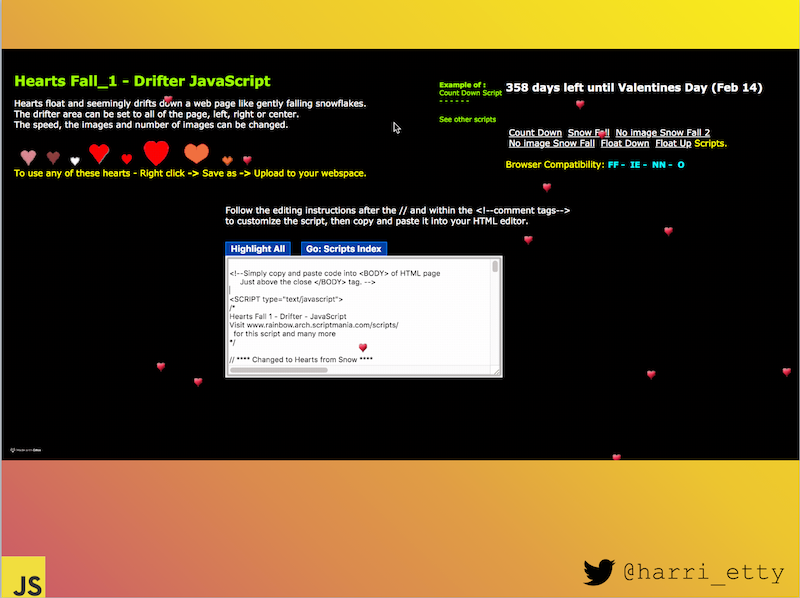 Hearts Fall_1 - Drifter JavaScript
Hearts float and seemingly drifts down a web page like gently falling snowflakes.
The drifter area can be set to all of the page, left, right or center.
The speed, the images and number of images can be changed.
To use any of these hearts - Right click -> Save as -> Upload to your webspace.
Example of :
Count Down Script
- - - - - -
See other scripts
358 days left until Valentines Day (Feb 14)
Count Down Snow Fall No image Snow Fall 2
No image Snow Fall Float Down Float Up Scripts.
Browser Compatibility: FF - IE - NN - O
Follow the editing instructions after the // and within the <!--comment tags-->
to customize the script, then copy and paste it into your HTML editor.
Highlight All Go: Scripts Index
<!--Simply copy and paste code into <BODY> of HTML page
Just above the close </BODY> tag. -->
<SCRIPT type="text/javascript">
/*
Hearts Fall 1 - Drifter - JavaScript
Visit www.rainbow.arch.scriptmania.com/scripts/
for this script and many more
*/
// **** Changed to Hearts from Snow ****
JS
@harri_etty